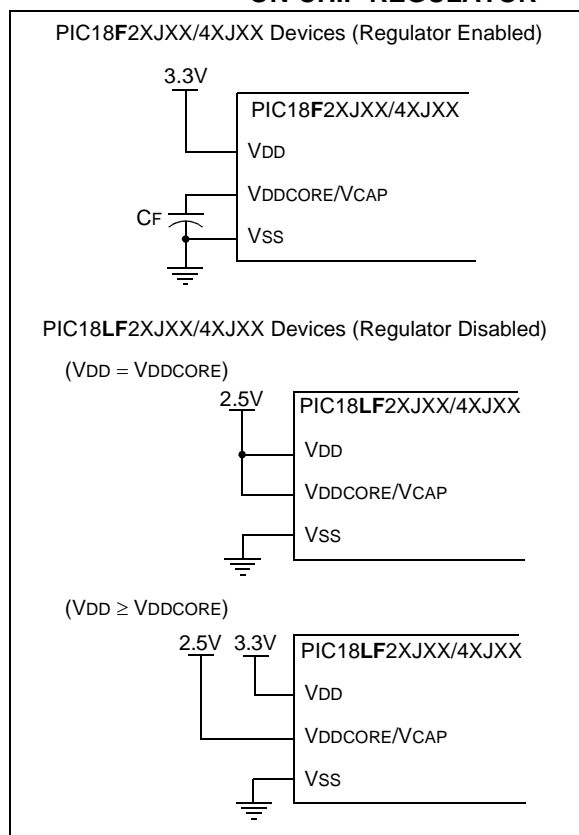 ON-CHIP REGULATOR
PIC18F2XJXX/4XJXX Devices (Regulator Enabled)
3.3V
PIC18F2XJXX/4XJXX
VDD
VDDCORE/VCAP
CF
VSS
PIC18LF2XJXX/4XJXX Devices (Regulator Disabled)
(VDD = VDDCORE)
2.5V
PIC18LF2XJXX/4XJXX
VDD
VDDCORE/VCAP
VSS
(VDD ≥ VDDCORE)
2.5V 3.3V
PIC18LF2XJXX/4XJXX
VDD
VDDCORE/VCAP
VSS